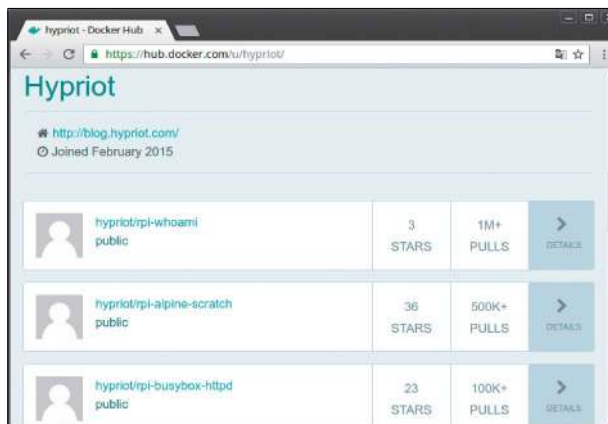 hypriot - Docker Hub
https://hub.docker.com/u/hypriot/
Hypriot
http://blog.hypriot.com/
Joined February 2015
hypriot/rpi-whoami
public
3
STARS
1M+
PULLS
DETAILS
hypriot/rpi-alpine-scratch
public
36
STARS
500K+
PULLS
DETAILS
hypriot/rpi-busybox-httpd
public
23
STARS
100K+
PULLS
DETAILS